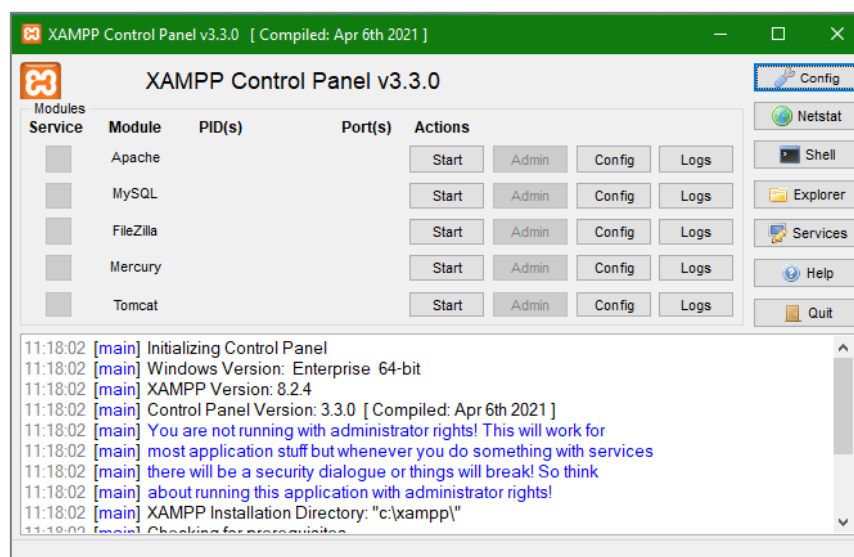 XAMPP Control Panel v3.3.0 [ Compiled: Apr 6th 2021 ]
XAMPP Control Panel v3.3.0
Config
Modules
Service Module PID(s) Port(s) Actions
Netstat
Apache Start Admin Config Logs
Shell
MySQL Start Admin Config Logs
Explorer
FileZilla Start Admin Config Logs
Services
Mercury Start Admin Config Logs
Help
Tomcat Start Admin Config Logs
Quit
11:18:02 [main] Initializing Control Panel
11:18:02 [main] Windows Version: Enterprise 64-bit
11:18:02 [main] XAMPP Version: 8.2.4
11:18:02 [main] Control Panel Version: 3.3.0 [ Compiled: Apr 6th 2021 ]
11:18:02 [main] You are not running with administrator rights! This will work for
11:18:02 [main] most application stuff but whenever you do something with services
11:18:02 [main] there will be a security dialogue or things will break! So think
11:18:02 [main] about running this application with administrator rights!
11:18:02 [main] XAMPP Installation Directory: "c:\xampp\"
11:18:02 [main] Checking for prerequisites